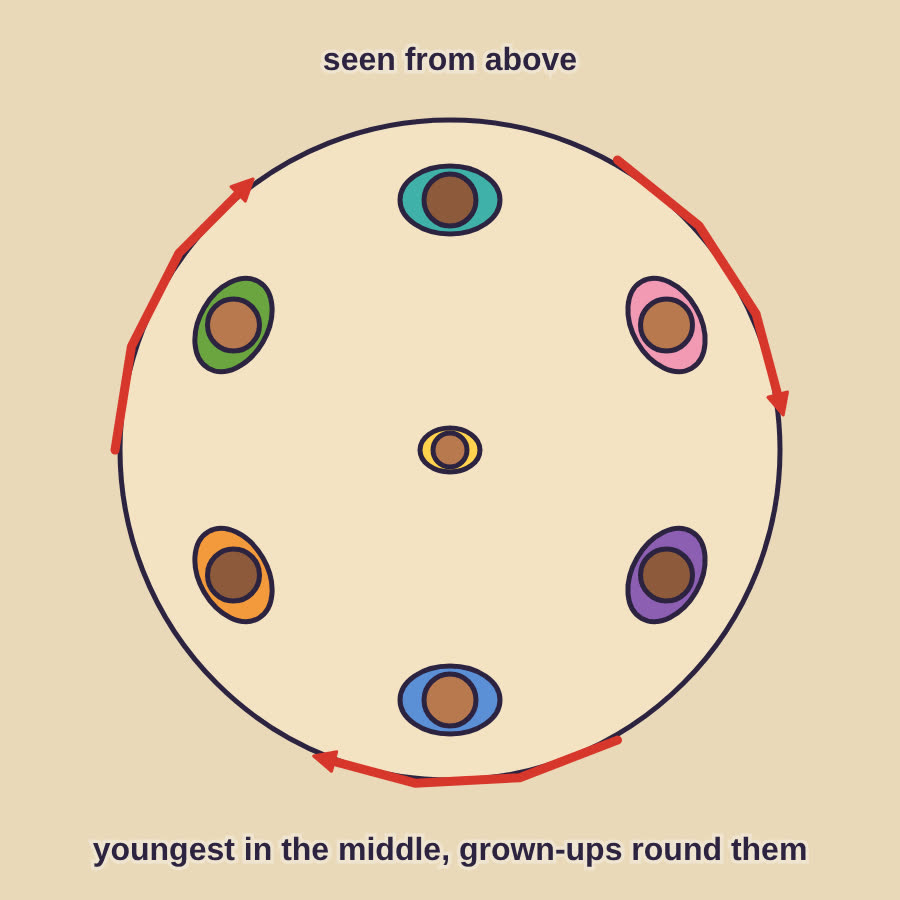 seen from above
youngest in the middle, grown-ups round them